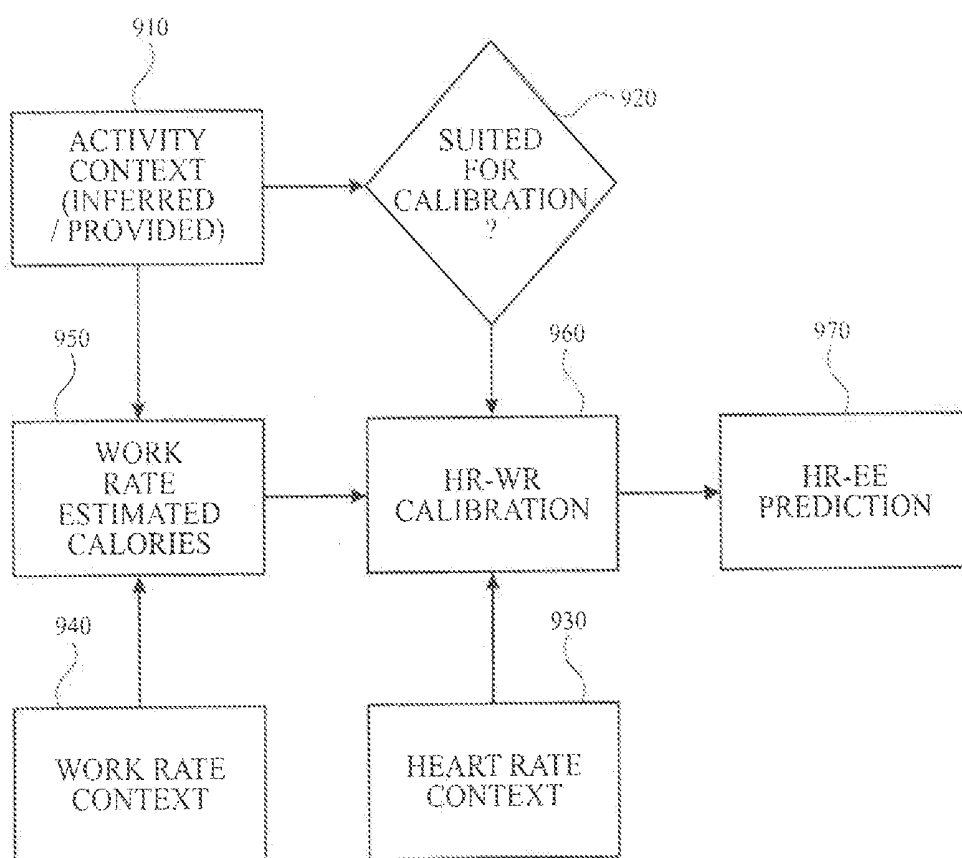 910
ACTIVITY
CONTEXT
(INFERRED
/ PROVIDED)
920
SUITED
FOR
CALIBRATION
?
950
WORK
RATE
ESTIMATED
CALORIES
960
HR-WR
CALIBRATION
970
HR-EE
PREDICTION
940
WORK RATE
CONTEXT
930
HEART RATE
CONTEXT